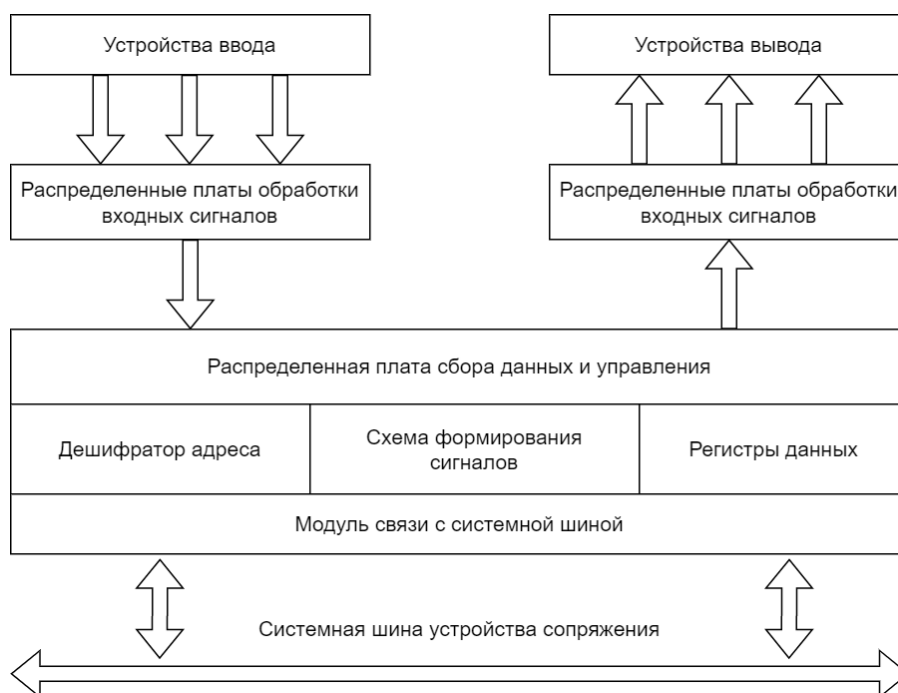 Устройства ввода
Устройства вывода
Распределенные платы обработки
входных сигналов
Распределенные платы обработки
входных сигналов
Распределенная плата сбора данных и управления
Дешифратор адреса
Схема формирования
сигналов
Регистры данных
Модуль связи с системной шиной
Системная шина устройства сопряжения